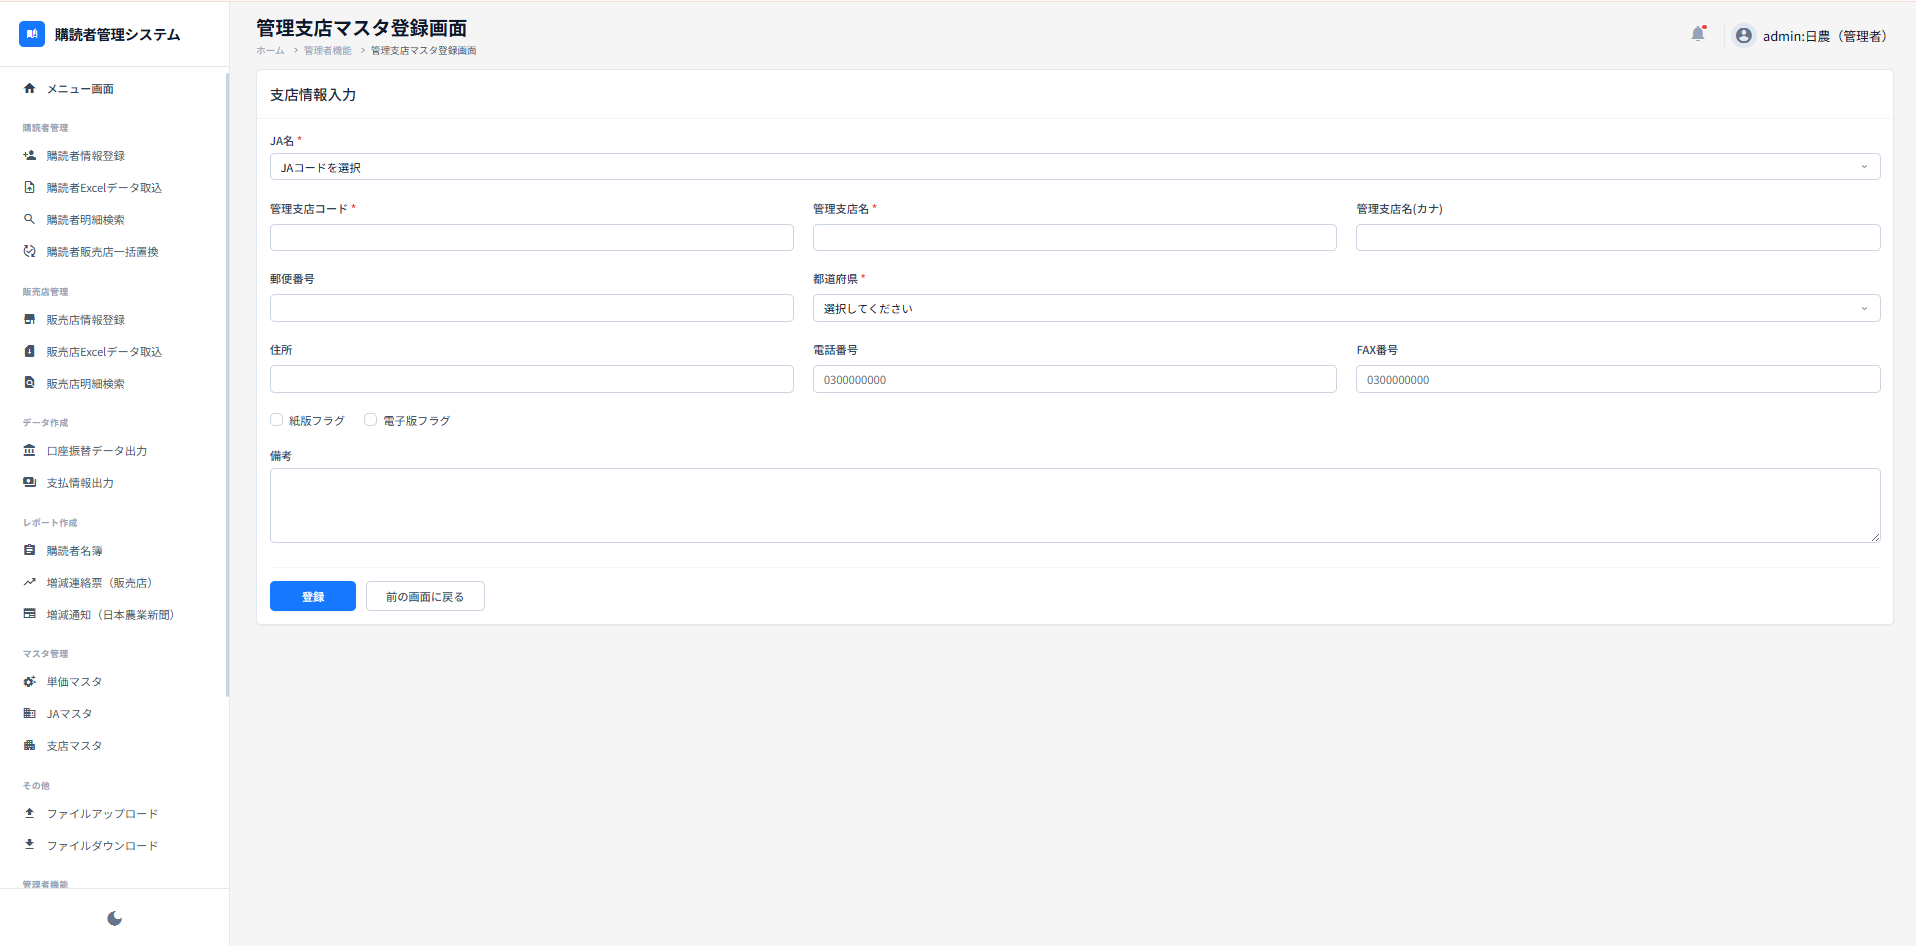 購読者管理システム
メニュー画面
購読者管理
購読者情報登録
購読者Excelデータ取込
購読者明細検索
購読者販売店一括置換
販売店管理
販売店情報登録
販売店Excelデータ取込
販売店明細検索
データ作成
口座振替データ出力
支払情報出力
レポート作成
購読者名簿
増減連絡票（販売店）
増減通知（日本農業新聞）
マスタ管理
単価マスタ
JAマスタ
支店マスタ
その他
ファイルアップロード
ファイルダウンロード
管理者機能
管理支店マスタ登録画面
ホーム > 管理者機能 > 管理支店マスタ登録画面
admin:日農（管理者）
支店情報入力
JA名 *
JAコードを選択
管理支店コード * 管理支店名 * 管理支店名(カナ)
郵便番号 都道府県 *
選択してください
住所 電話番号 FAX番号
0300000000 0300000000
紙版フラグ 電子版フラグ
備考
登録 前の画面に戻る